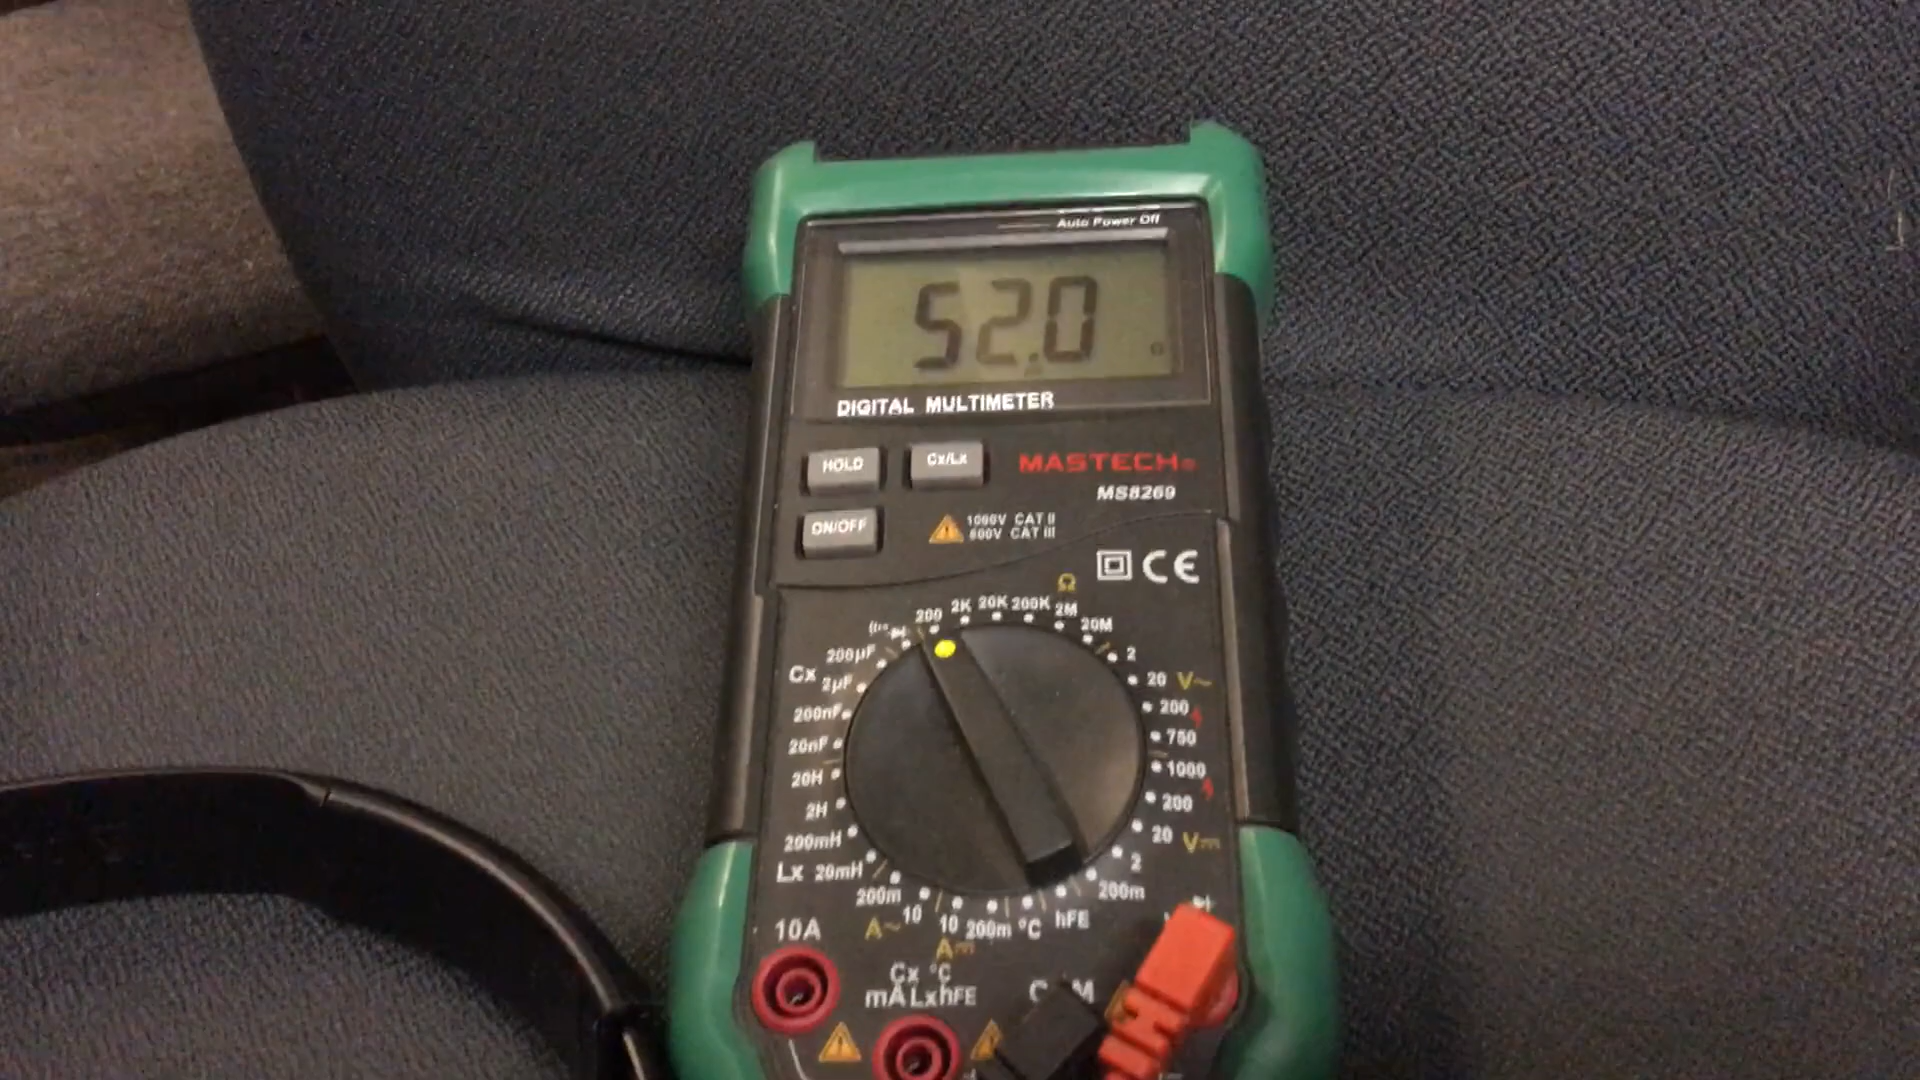 Auto Power Off
52.0
DIGITAL MULTIMETER
HOLD Cx/Lx MASTECH®
MS8269
ON/OFF 1000V CAT II
600V CAT III
CE
Ω
200 2K 20K 200K 2M 20M
2 20 200 750 V~
1000 200 20 2 200m V⎓
hFE
°C
200m 10 A⎓
10 200m A~
Lx 20mH 200mH 2H 20H
20nF 200nF 2µF 200µF Cx
10A
Cx °C
mA Lx hFE